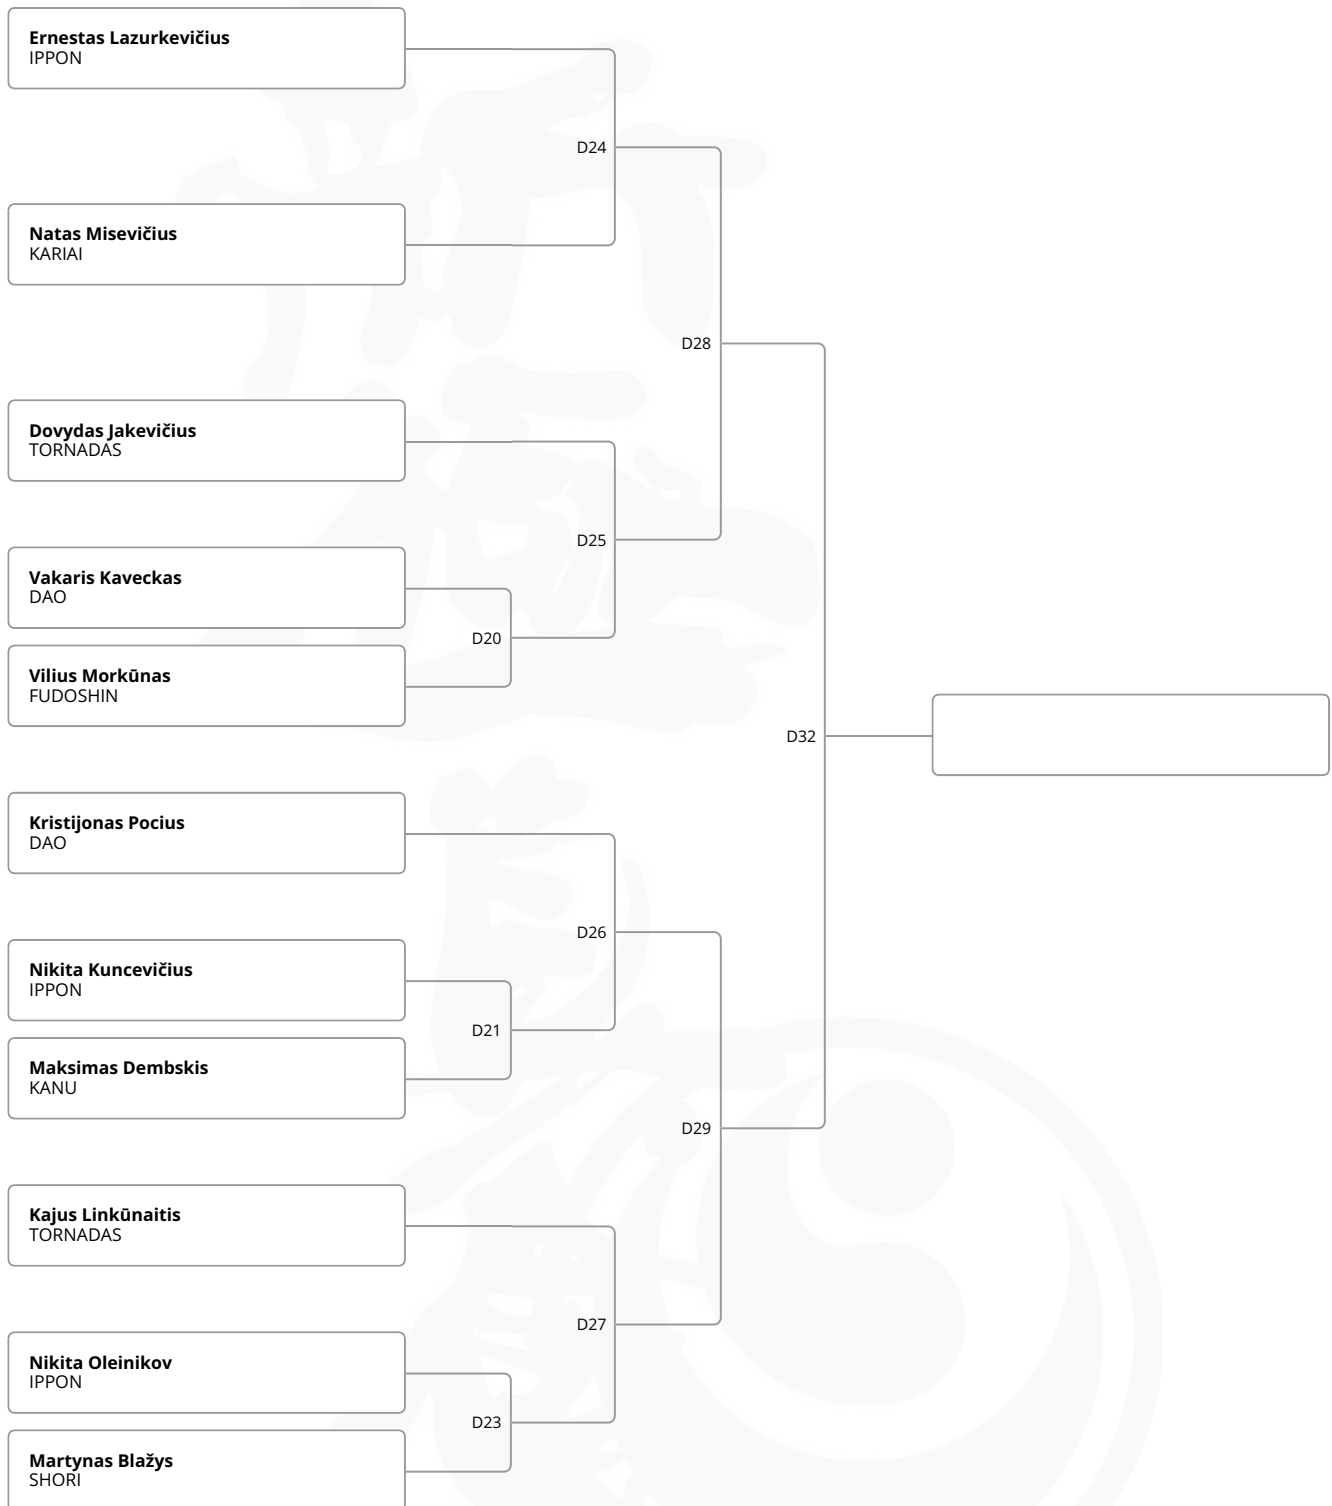 Ernestas Lazurkevičius
IPPON
D24
Natas Misevičius
KARIAI
D28
Dovydas Jakevičius
TORNADAS
D25
Vakaris Kaveckas
DAO
D20
Vilius Morkūnas
FUDOSHIN
D32
Kristijonas Pocius
DAO
D26
Nikita Kuncevičius
IPPON
D21
Maksimas Dembskis
KANU
D29
Kajus Linkūnaitis
TORNADAS
D27
Nikita Oleinikov
IPPON
D23
Martynas Blažys
SHORI